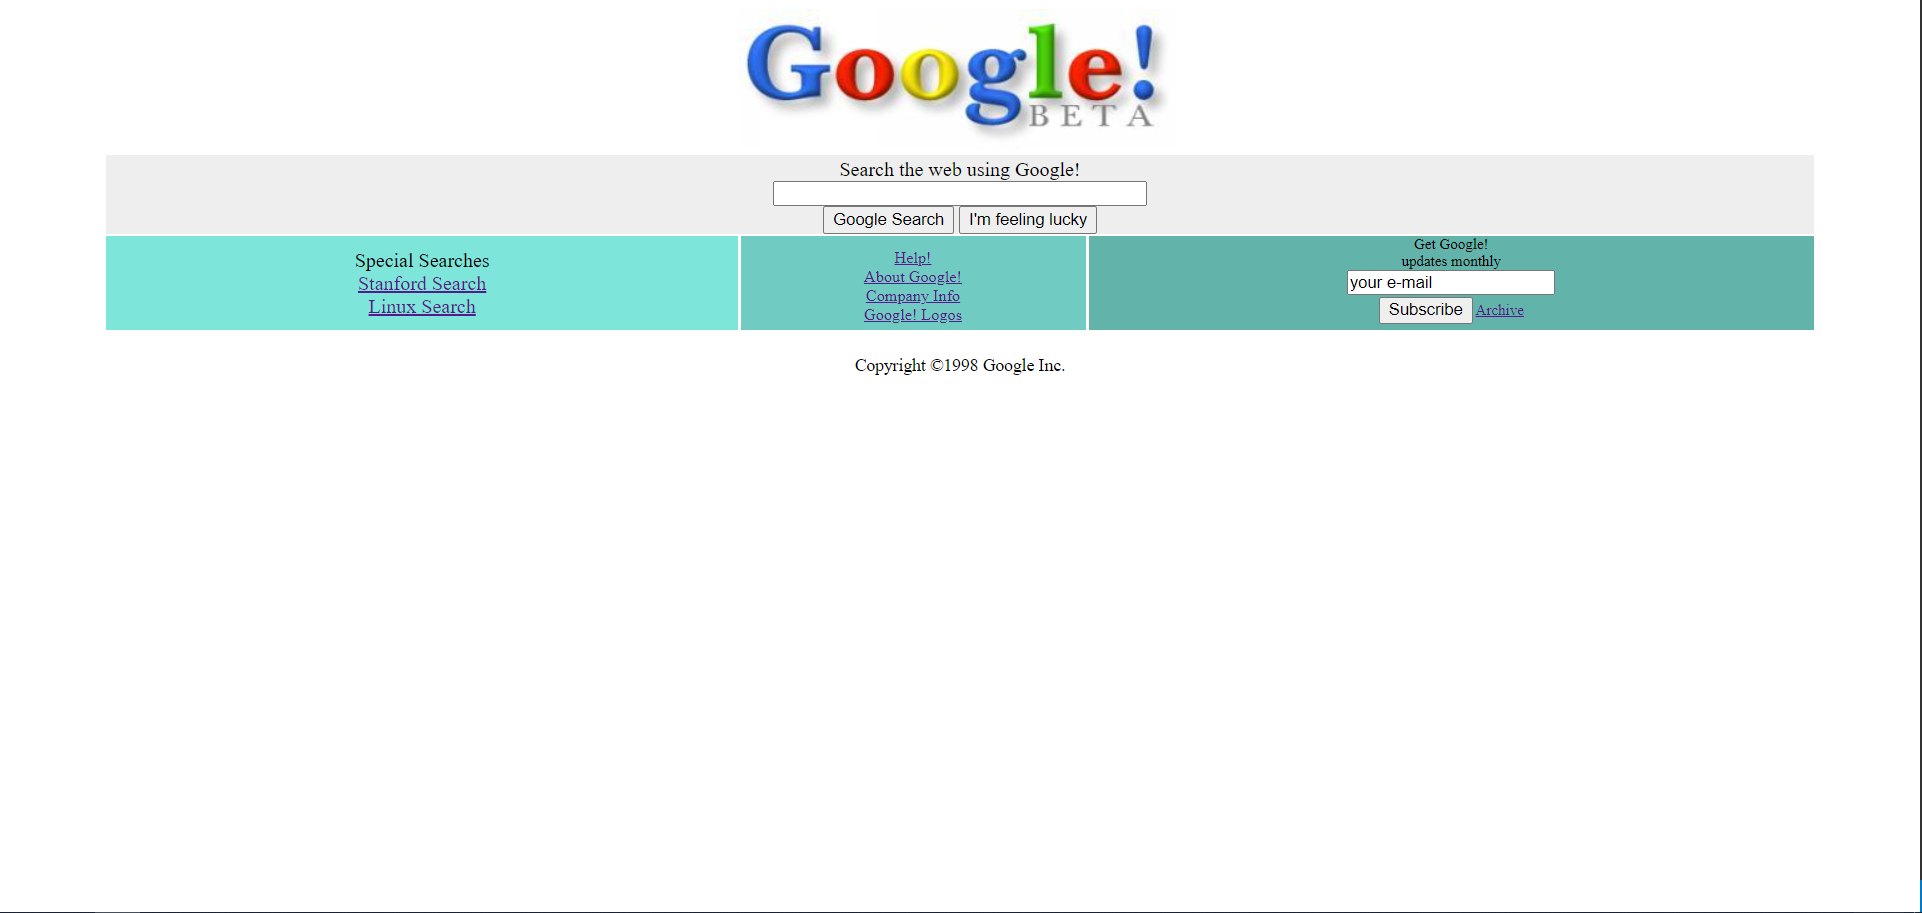 Google!
BETA
Search the web using Google!
Google Search I'm feeling lucky
Special Searches
Stanford Search
Linux Search
Help!
About Google!
Company Info
Google! Logos
Get Google!
updates monthly
your e-mail
Subscribe Archive
Copyright ©1998 Google Inc.